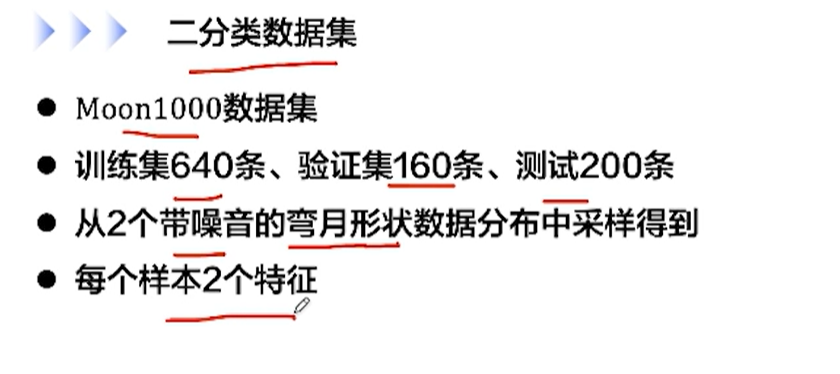 二分类数据集
Moon1000数据集
训练集640条、验证集160条、测试200条
从2个带噪音的弯月形状数据分布中采样得到
每个样本2个特征